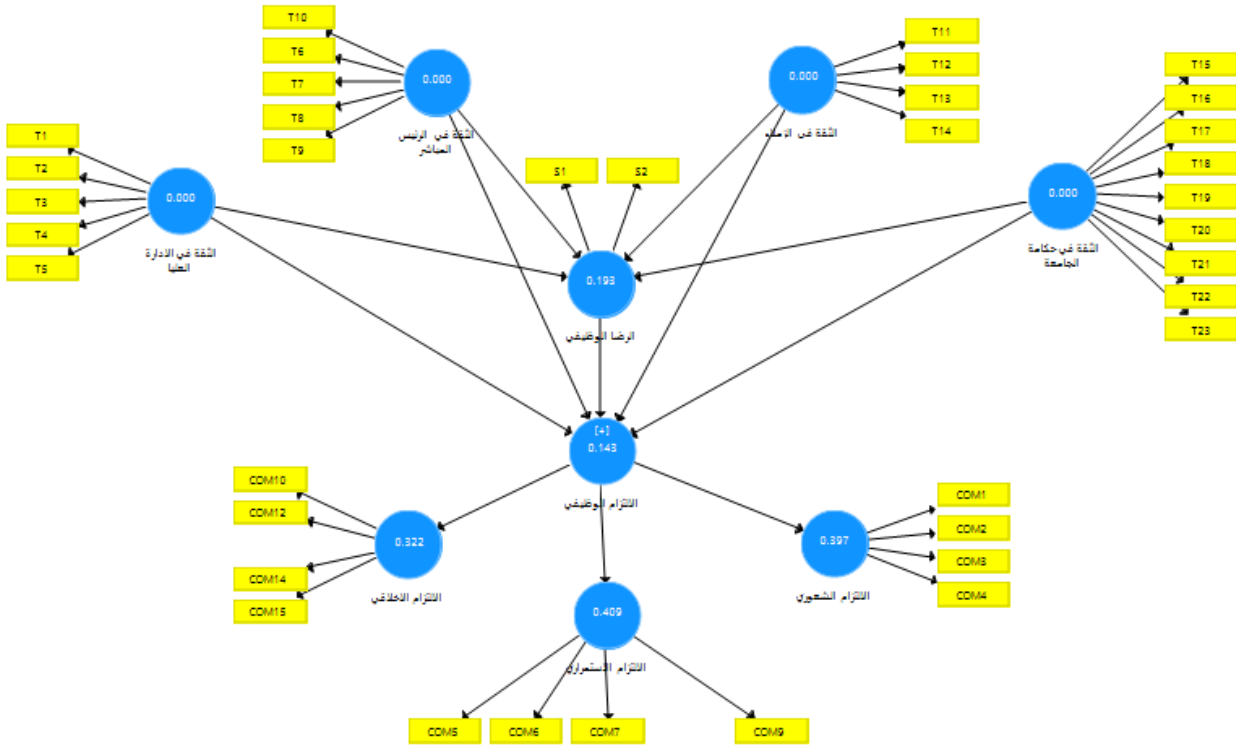 T10
T6
T7
T8
T9
0.000
الثقة في الرئيس
المباشر
0.000
الثقة في الزملاء
T11
T12
T13
T14
T15
T16
T17
T18
T19
T20
T21
T22
T23
0.000
الثقة في حكامة
الجامعة
T1
T2
T3
T4
T5
0.000
الثقة في الادارة
العليا
S1
S2
0.193
الرضا الوظيفي
[+]
0.143
الالتزام الوظيفي
COM10
COM12
COM14
COM15
0.322
الالتزام الاخلاقي
0.397
الالتزام الشعوري
COM1
COM2
COM3
COM4
0.409
الالتزام الاستمراري
COM5
COM6
COM7
COM9